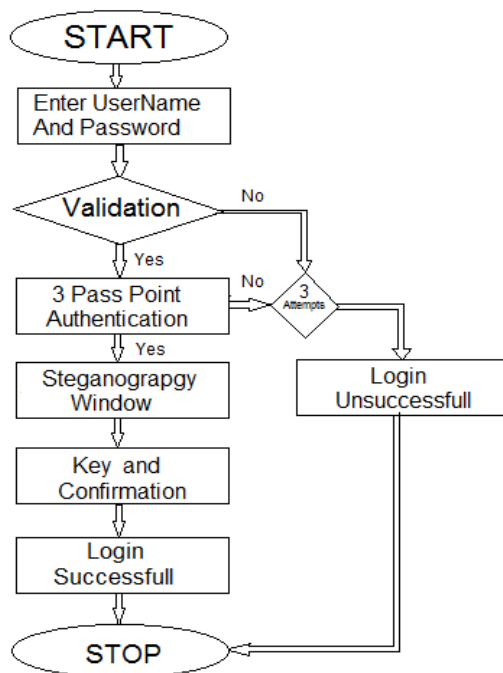 START
Enter UserName
And Password
Validation
No
Yes
3 Pass Point
Authentication
No
3
Attempts
Yes
Steganograpgy
Window
Login
Unsuccessfull
Key and
Confirmation
Login
Successfull
STOP